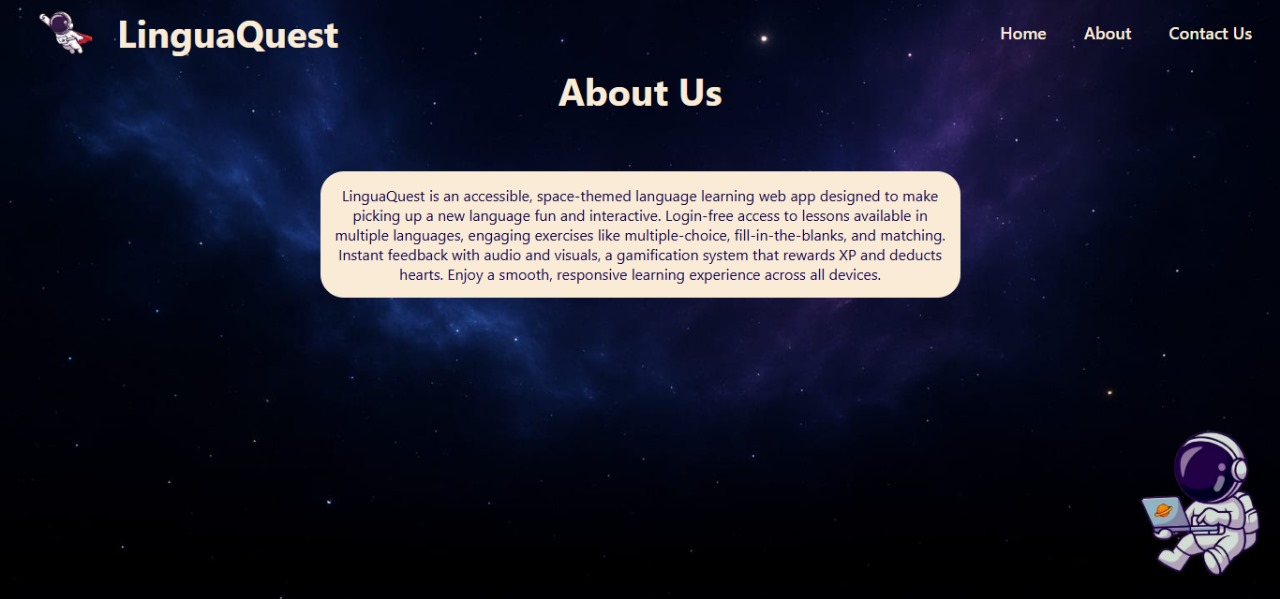 LinguaQuest
Home
About
Contact Us
About Us
LinguaQuest is an accessible, space-themed language learning web app designed to make
picking up a new language fun and interactive. Login-free access to lessons available in
multiple languages, engaging exercises like multiple-choice, fill-in-the-blanks, and matching.
Instant feedback with audio and visuals, a gamification system that rewards XP and deducts
hearts. Enjoy a smooth, responsive learning experience across all devices.